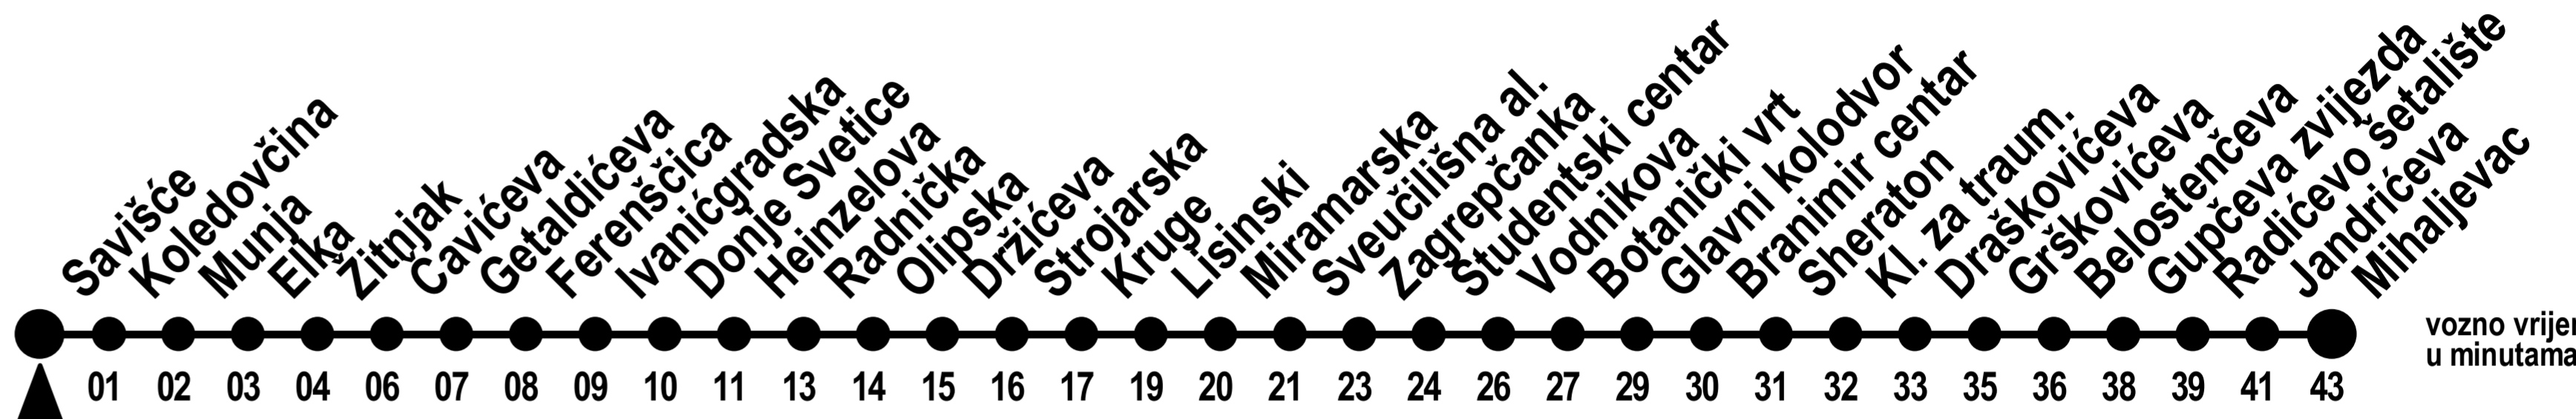 Savišće
Koledovčina
Munja
Elka
Žitnjak
Čavićeva
Getaldićeva
Ferenščica
Ivanićgradska
Donje Svetice
Heinzelova
Radnička
Olipska
Držićeva
Strojarska
Kruge
Lisinski
Miramarska
Sveučilišna al.
Zagrepčanka
Studentski centar
Vodnikova
Botanički vrt
Glavni kolodvor
Branimir centar
Sheraton
Kl. za traum.
Draškovićeva
Grškovićeva
Belostenčeva
Gupčeva zvijezda
Radićevo šetalište
Jandrićeva
Mihaljevac
01 02 03 04 06 07 08 09 10 11 13 14 15 16 17 19 20 21 23 24 26 27 29 30 31 32 33 35 36 38 39 41 43
vozno
u minutama